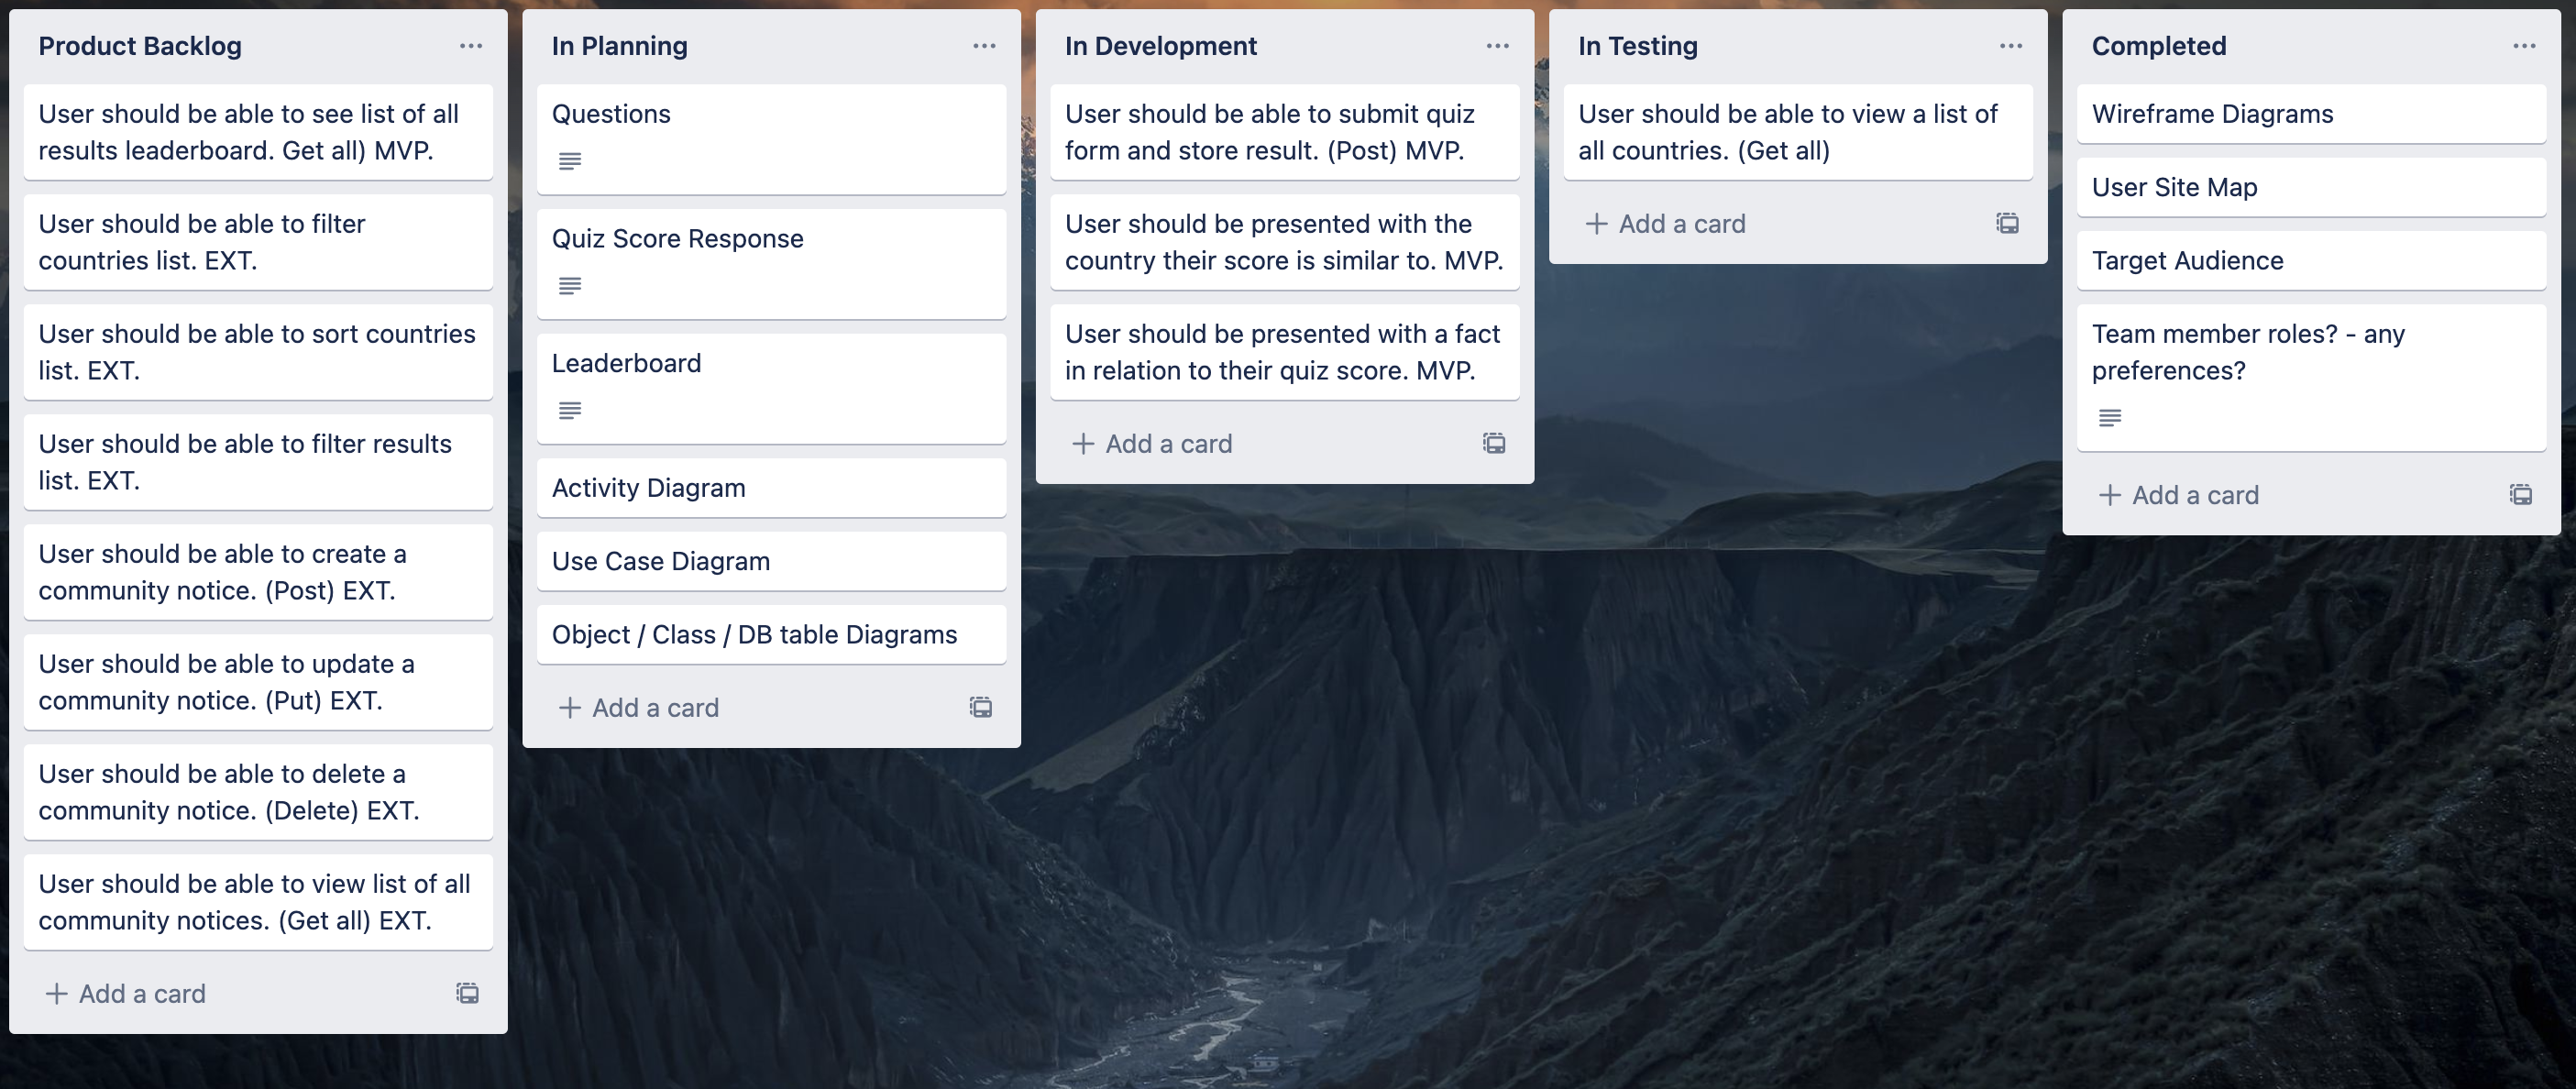 Product Backlog
User should be able to see list of all
results leaderboard. Get all) MVP.
User should be able to filter
countries list. EXT.
User should be able to sort countries
list. EXT.
User should be able to filter results
list. EXT.
User should be able to create a
community notice. (Post) EXT.
User should be able to update a
community notice. (Put) EXT.
User should be able to delete a
community notice. (Delete) EXT.
User should be able to view list of all
community notices. (Get all) EXT.
Add a card
In Planning
Questions
Quiz Score Response
Leaderboard
Activity Diagram
Use Case Diagram
Object / Class / DB table Diagrams
Add a card
In Development
User should be able to submit quiz
form and store result. (Post) MVP.
User should be presented with the
country their score is similar to. MVP.
User should be presented with a fact
in relation to their quiz score. MVP.
Add a card
In Testing
User should be able to view a list of
all countries. (Get all)
Add a card
Completed
Wireframe Diagrams
User Site Map
Target Audience
Team member roles? - any
preferences?
Add a card